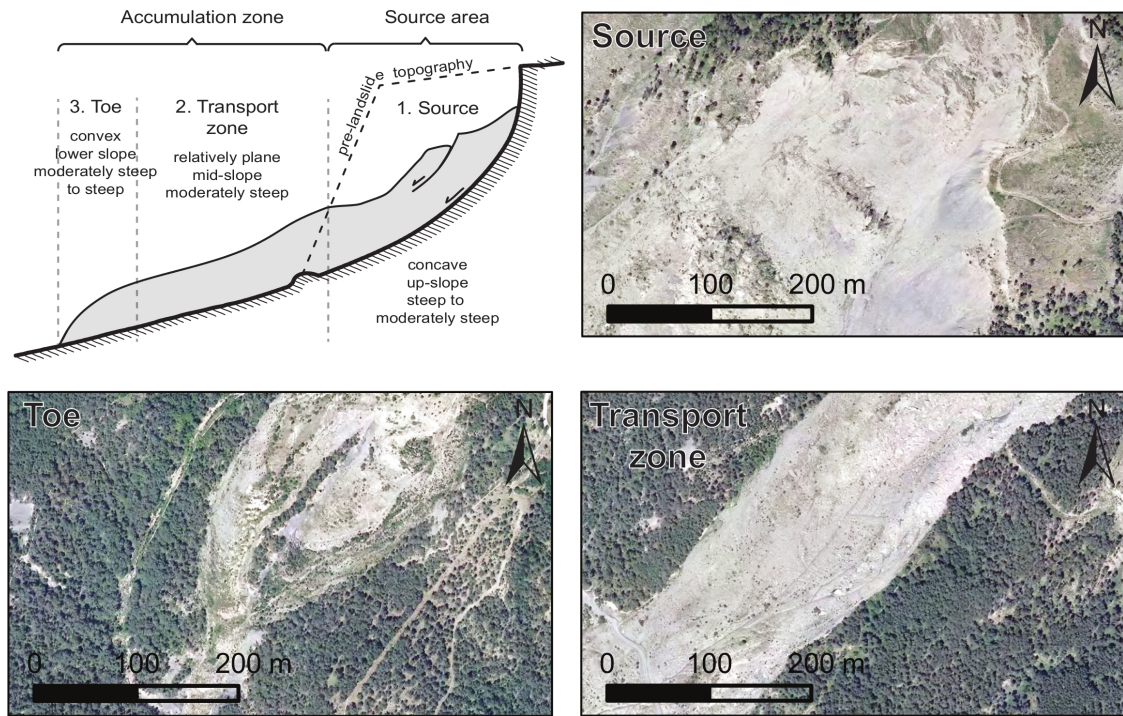 Accumulation zone
Source area
pre-landslide topography
3. Toe
convex
lower slope
moderately steep
to steep
2. Transport
zone
relatively plane
mid-slope
moderately steep
1. Source
concave
up-slope
steep to
moderately steep
Source
N
0 100 200 m
Toe
N
0 100 200 m
Transport
zone
N
0 100 200 m